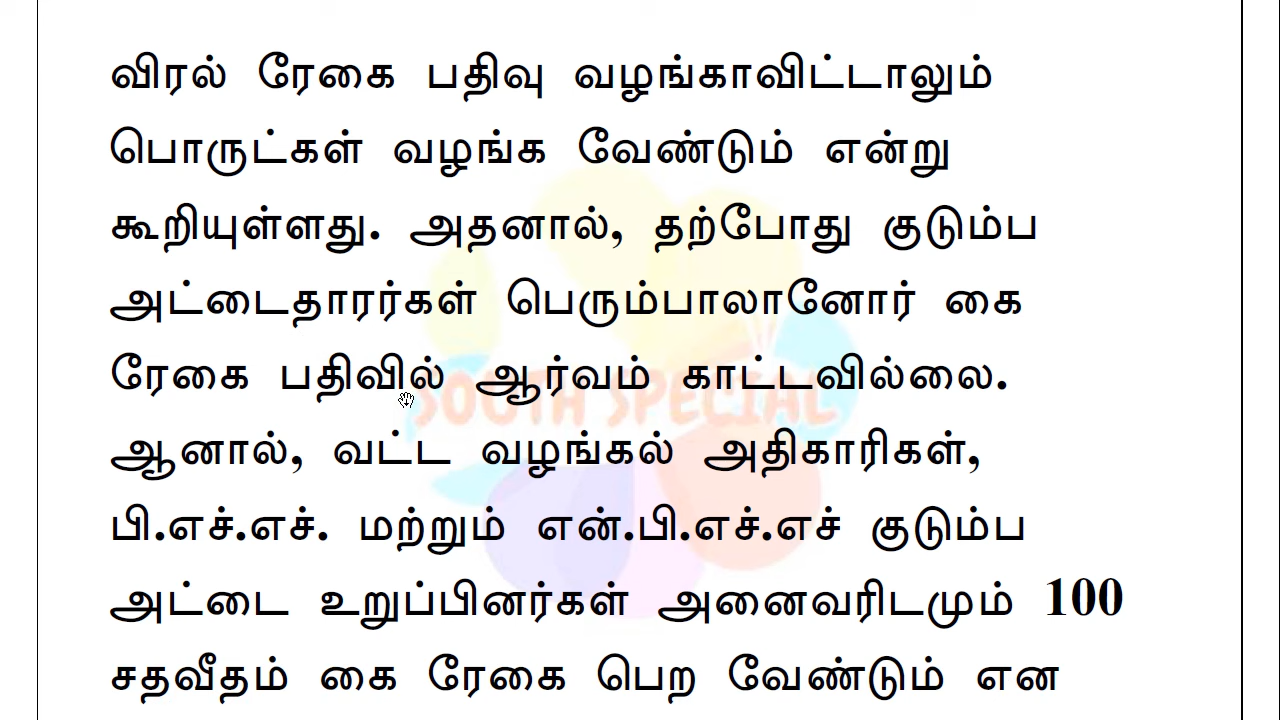 விரல் ரேகை பதிவு வழங்காவிட்டாலும்
பொருட்கள் வழங்க வேண்டும் என்று
கூறியுள்ளது. அதனால், தற்போது குடும்ப
அட்டைதாரர்கள் பெரும்பாலானோர் கை
ரேகை பதிவில் ஆர்வம் காட்டவில்லை.
SOUTH SPECIAL
ஆனால், வட்ட வழங்கல் அதிகாரிகள்,
பி.எச்.எச். மற்றும் என்.பி.எச்.எச் குடும்ப
அட்டை உறுப்பினர்கள் அனைவரிடமும் 100
சதவீதம் கை ரேகை பெற வேண்டும் என